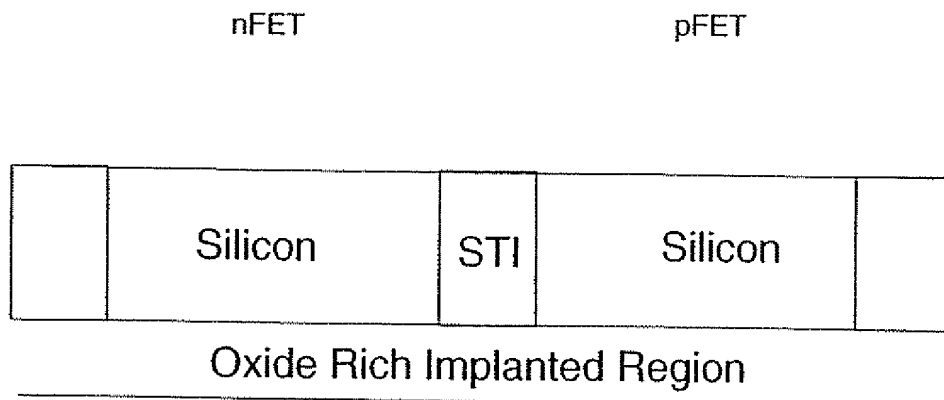 nFET pFET
Silicon STI Silicon
Oxide Rich Implanted Region